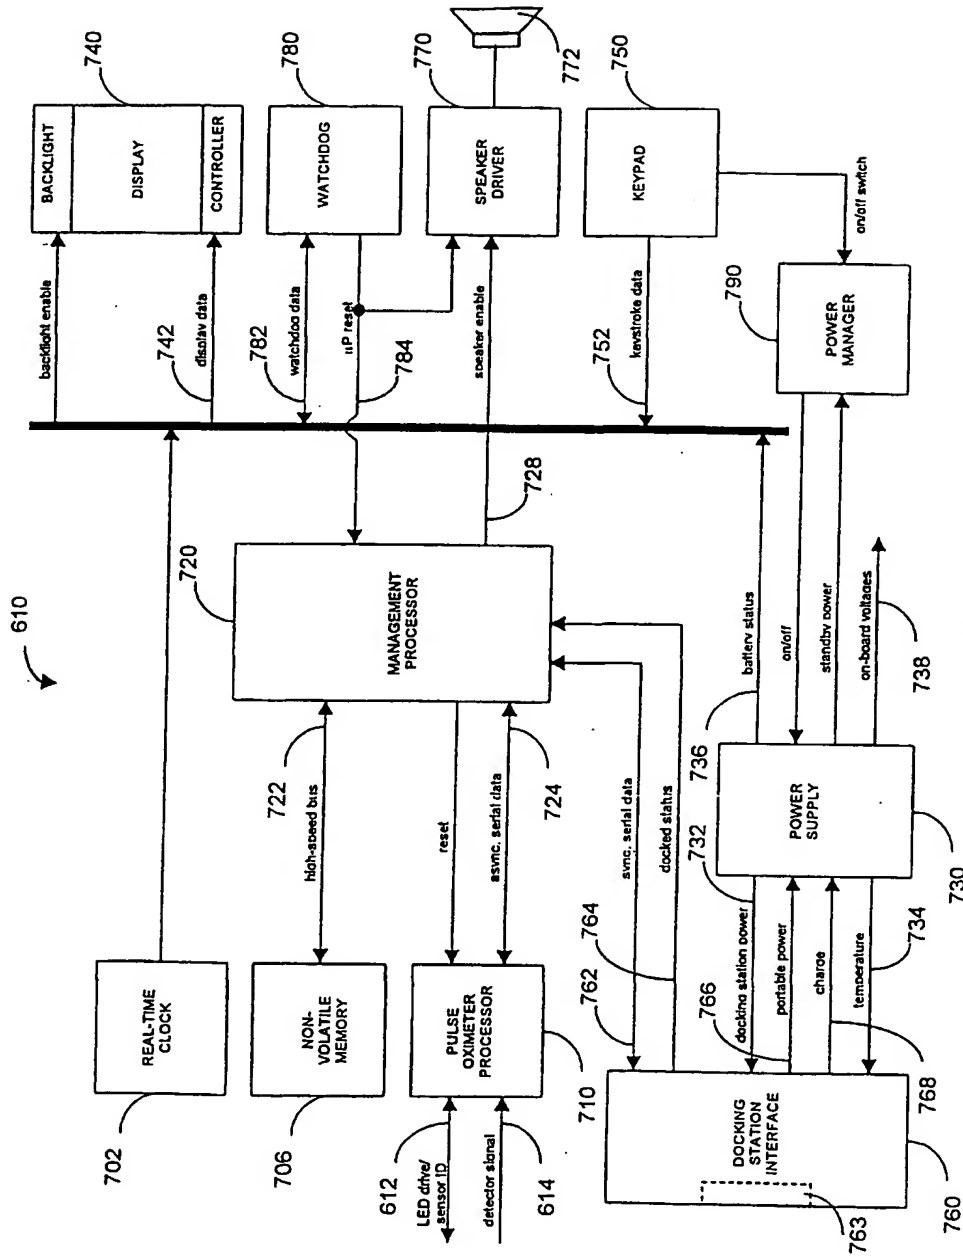 610
REAL-TIME
CLOCK
702
NON-
VOLATILE
MEMORY
706
PULSE
OXIMETER
PROCESSOR
710
612
LED drive/
sensor ID
detector signal
614
high-speed bus
722
reset
async. serial data
724
MANAGEMENT
PROCESSOR
720
728
BACKLIGHT
DISPLAY
CONTROLLER
740
backlight enable
display data
742
WATCHDOG
780
watchdog data
782
µP reset
784
SPEAKER
DRIVER
770
772
speaker enable
KEYPAD
750
keystroke data
752
on/off switch
POWER
MANAGER
790
sync. serial data
762
docked status
764
DOCKING
STATION
INTERFACE
760
763
docking station power
732
portable power
766
charge
768
temperature
734
POWER
SUPPLY
730
battery status
736
on/off
standby power
on-board voltages
738